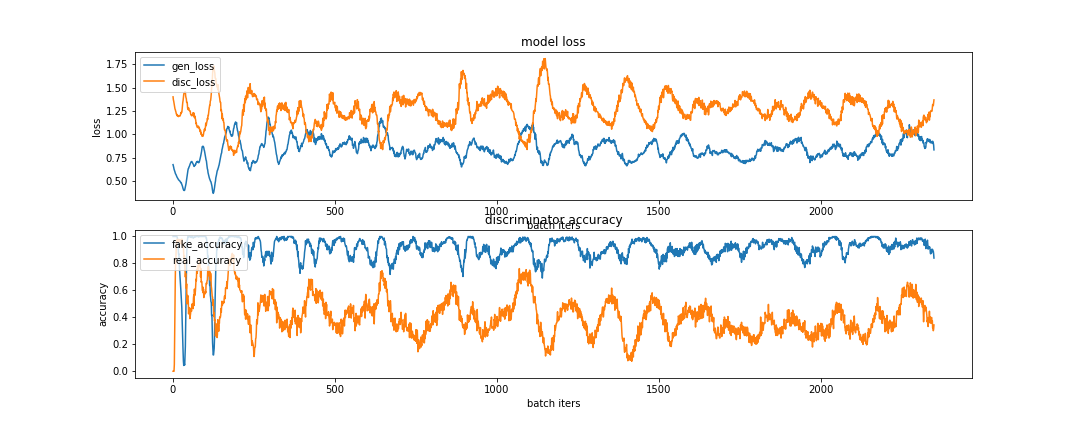 model loss
1.75
1.50
1.25
1.00
0.75
0.50
loss
gen_loss
disc_loss
0
500
1000
1500
2000
batch iters
discriminator accuracy
1.0
0.8
0.6
0.4
0.2
0.0
accuracy
fake_accuracy
real_accuracy
0
500
1000
1500
2000
batch iters